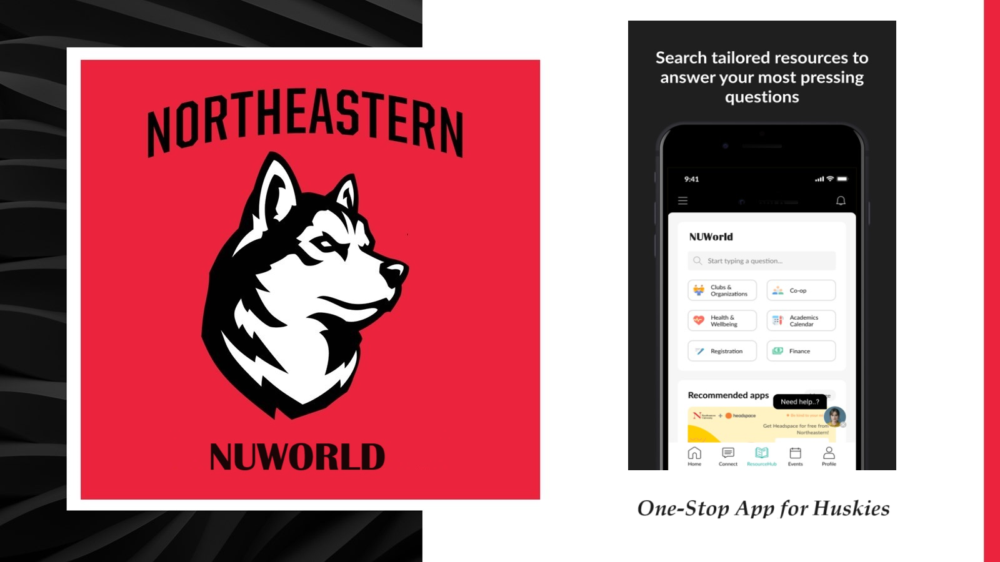 NORTHEASTERN
NUWORLD
Search tailored resources to
answer your most pressing
questions
9:41
NUWorld
Start typing a question...
Clubs &
Organizations
Co-op
Health &
Wellbeing
Academics
Calendar
Registration
Finance
Recommended apps
Need help..?
Northeastern
University
+
headspace
Be kind to your
Get Headspace for free from
Northeastern!
Home
Connect
ResourceHub
Events
Profile
One-Stop App for Huskies